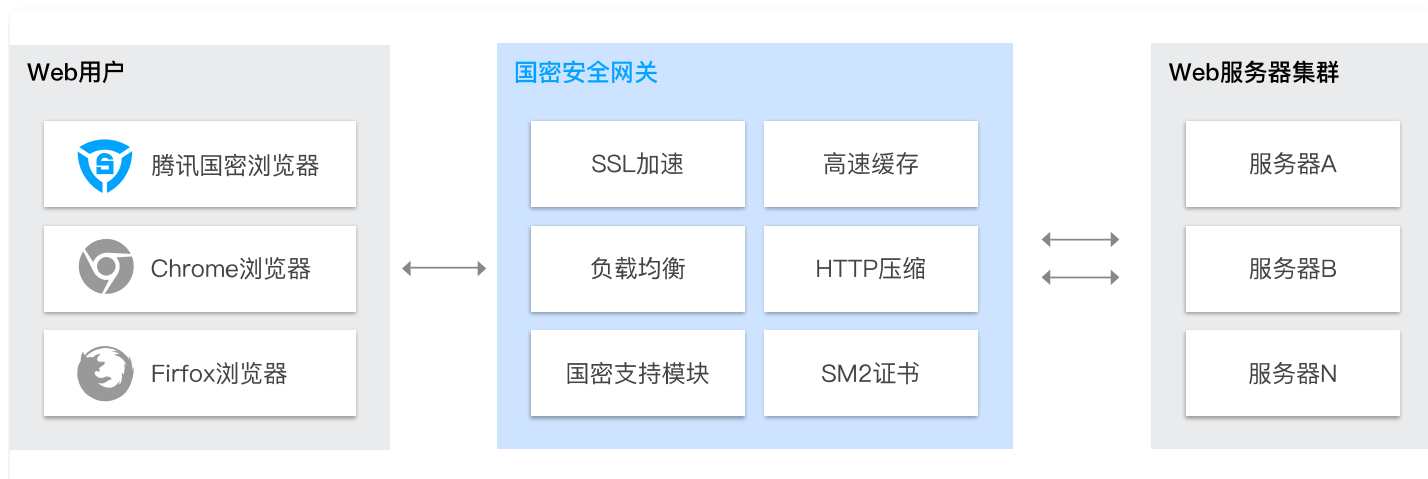 Web用户
腾讯国密浏览器
Chrome浏览器
Firfox浏览器
国密安全网关
SSL加速
高速缓存
负载均衡
HTTP压缩
国密支持模块
SM2证书
Web服务器集群
服务器A
服务器B
服务器N